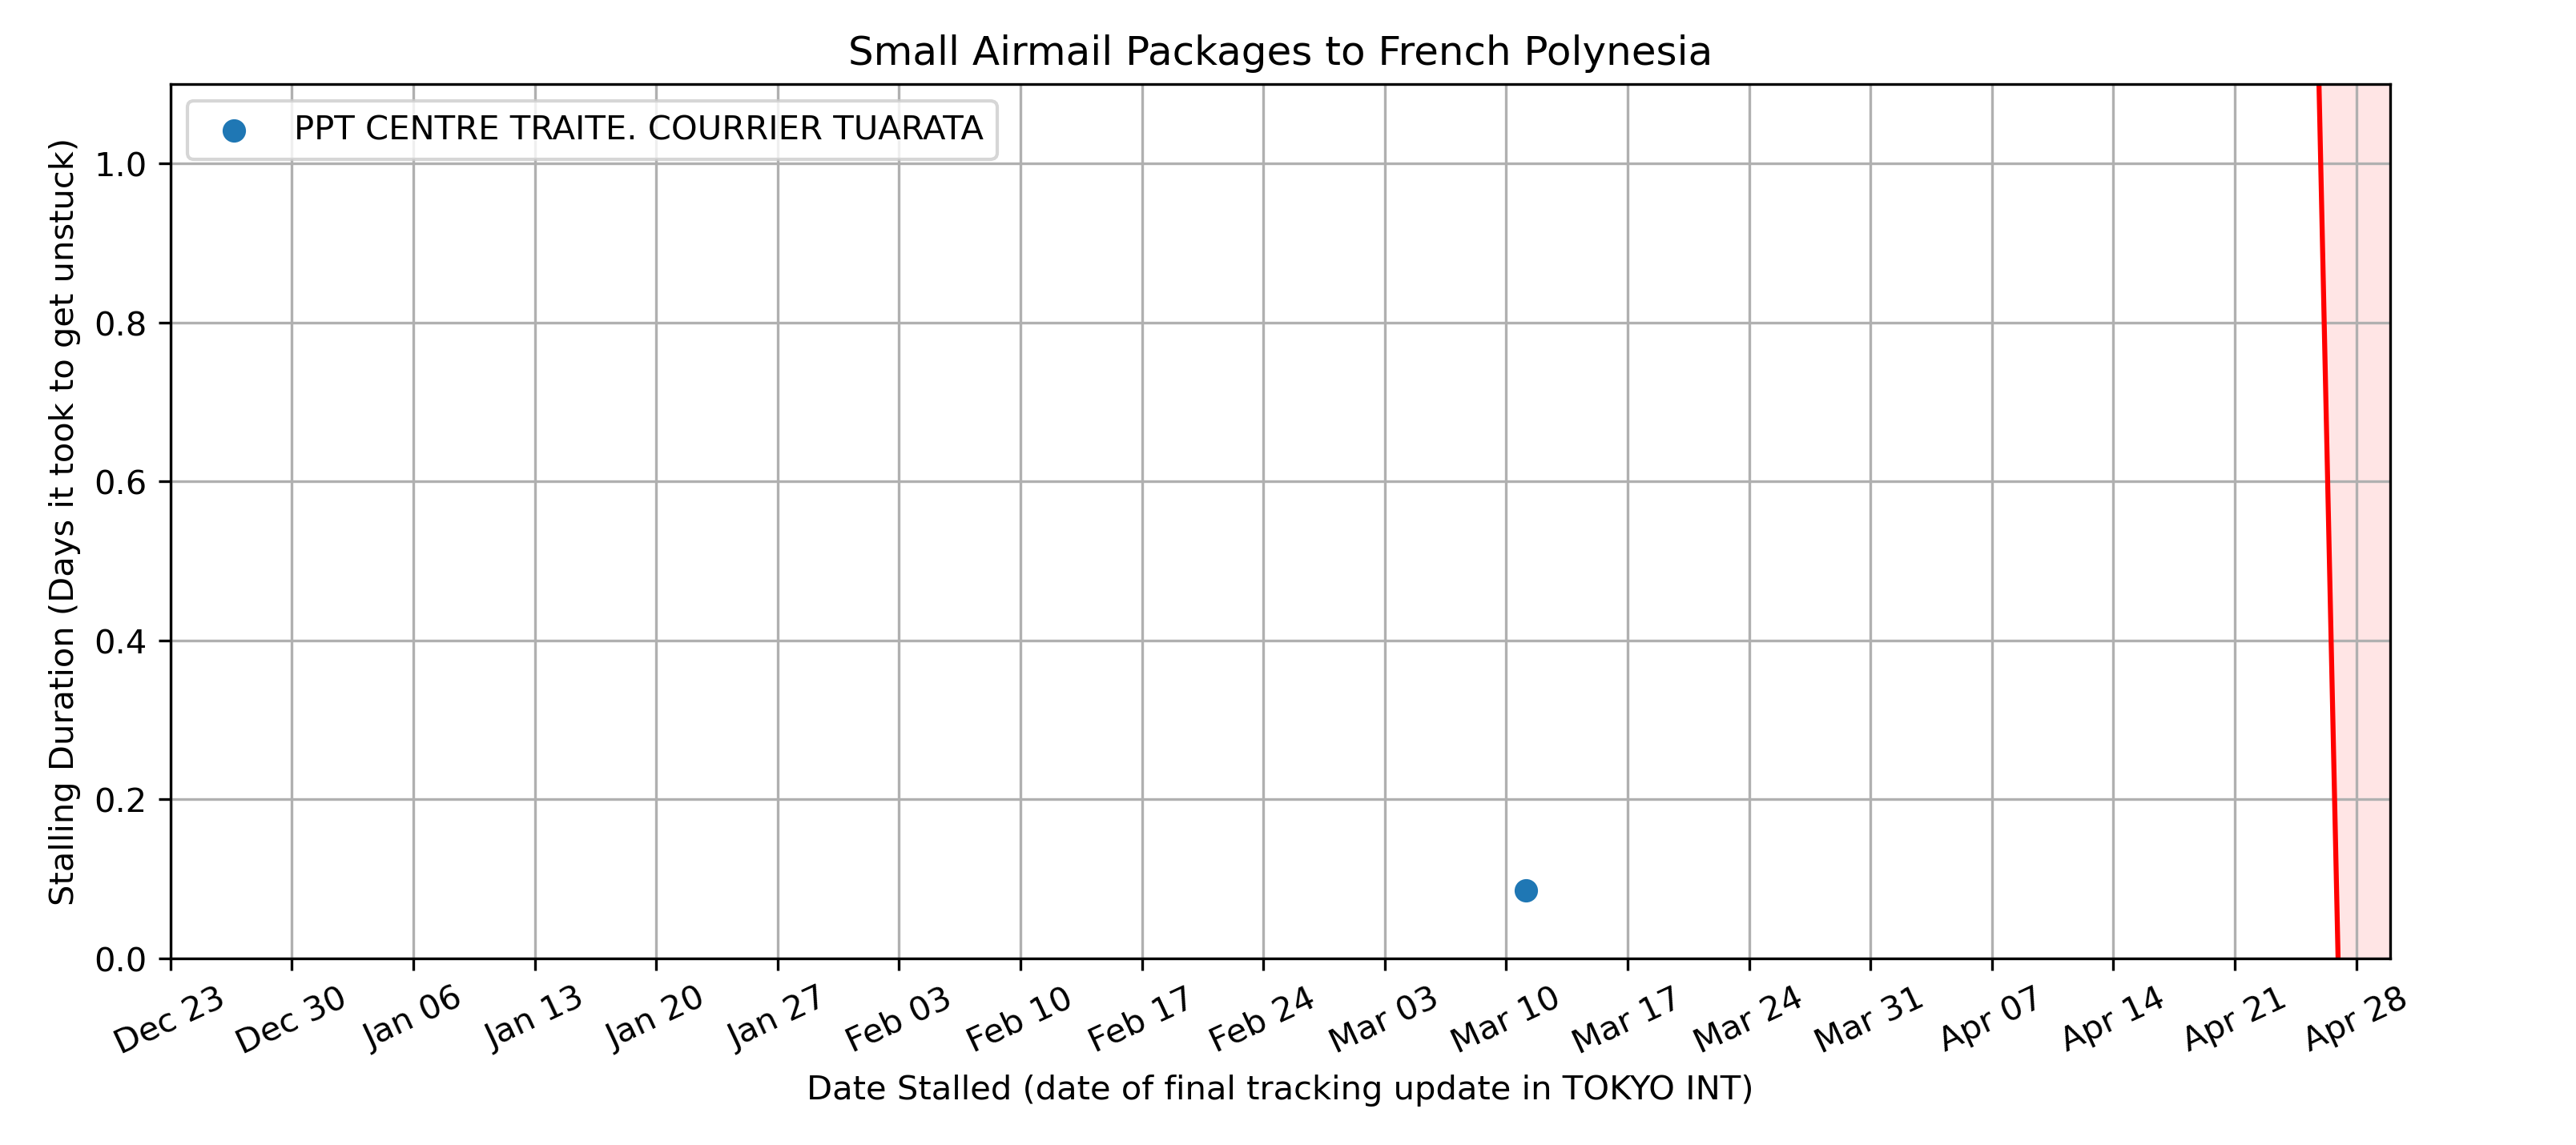 Small Airmail Packages to French Polynesia
PPT CENTRE TRAITE. COURRIER TUARATA
Stalling Duration (Days it took to get unstuck)
1.0
0.8
0.6
0.4
0.2
0.0
Dec 23 Dec 30 Jan 06 Jan 13 Jan 20 Jan 27 Feb 03 Feb 10 Feb 17 Feb 24 Mar 03 Mar 10 Mar 17 Mar 24 Mar 31 Apr 07 Apr 14 Apr 21 Apr 28
Date Stalled (date of final tracking update in TOKYO INT)